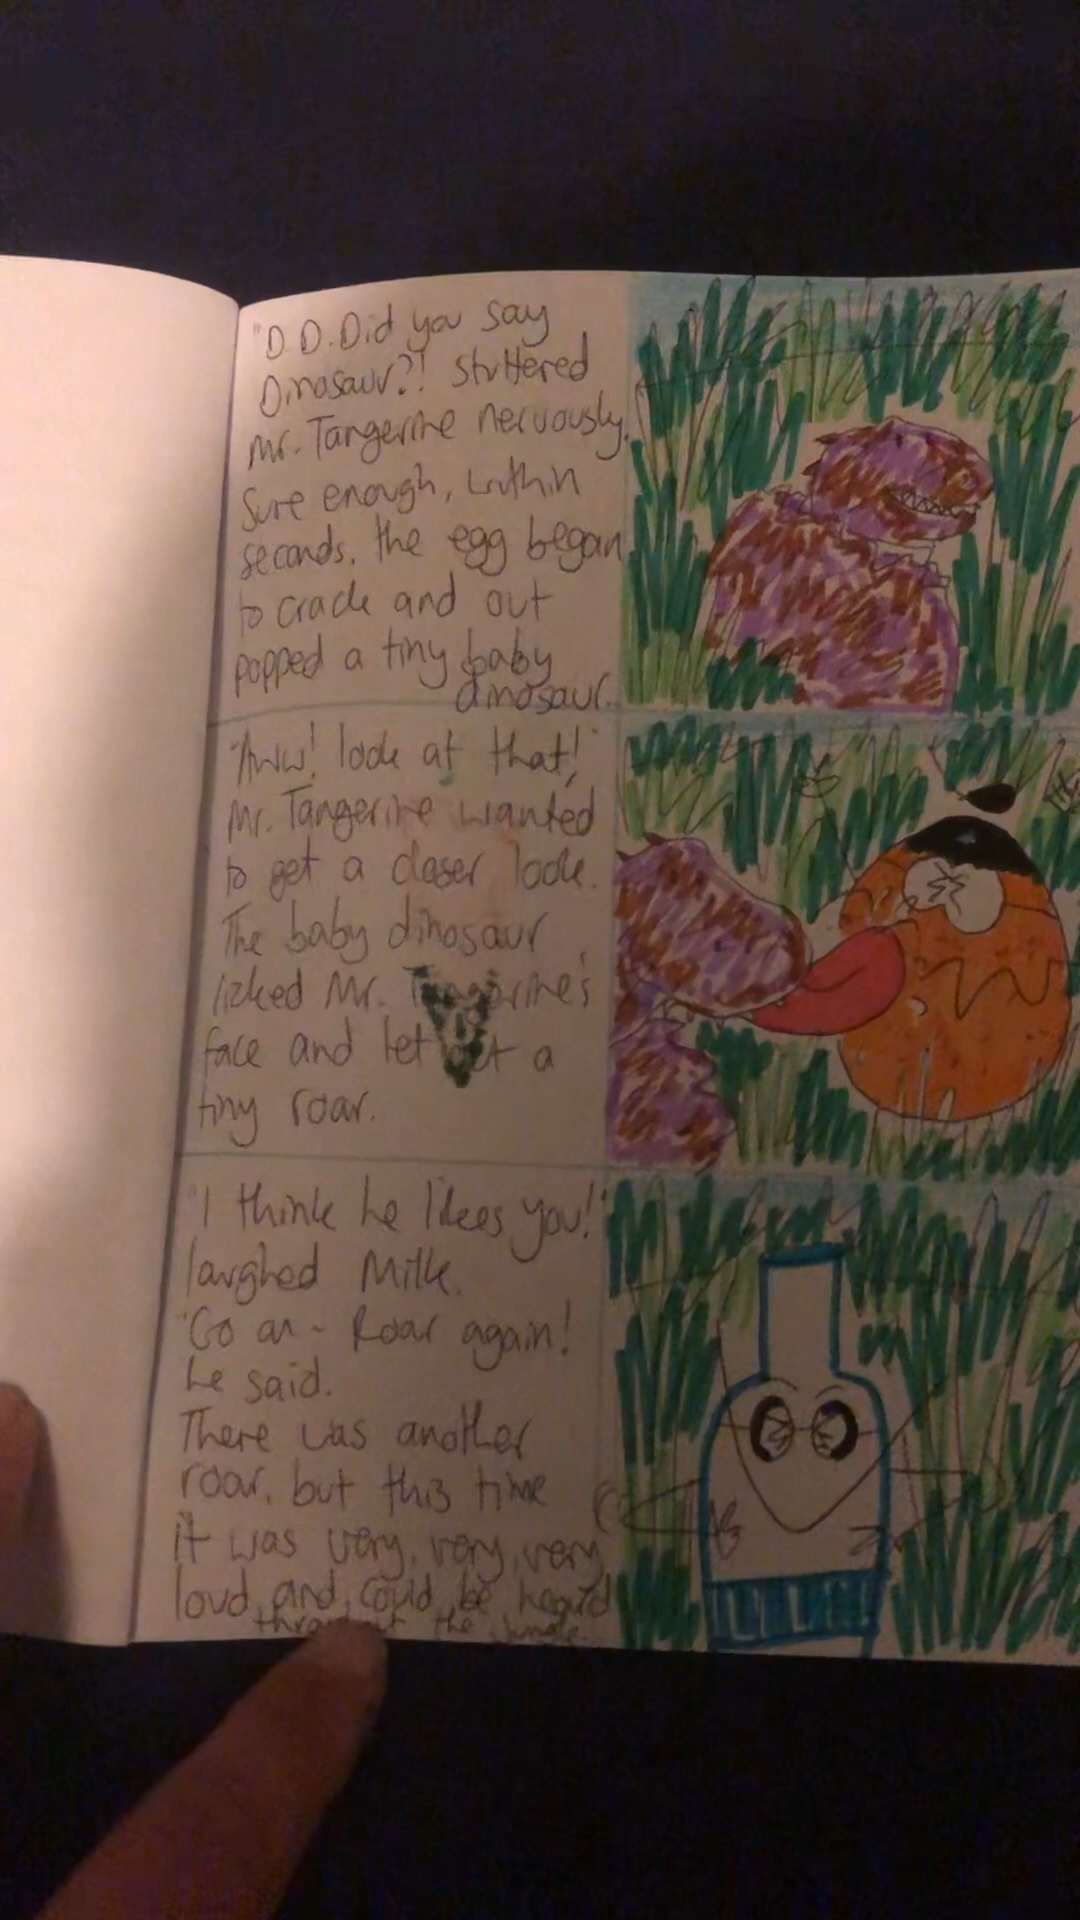 "D.D.Did you say
Dinosaur?! stuttered
Mr. Tangerine nervously.
Sure enough, within
seconds, the egg began
to crack and out
popped a tiny baby
dinosaur.
"Aww! look at that!"
Mr. Tangerine wanted
to get a closer look.
The baby dinosaur
licked Mr. Tangerine's
face and let out a
tiny roar.
"I think he likes you!"
laughed Milk.
"Go on - Roar again!
he said.
There was another
roar, but this time
it was very, very, very
loud and could be heard
the jungle.